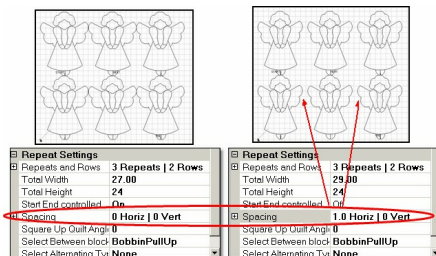 Repeat Settings
Repeats and Rows 3 Repeats | 2 Rows
Total Width 27.00
Total Height 24
Start End controlled On
Spacing 0 Horiz | 0 Vert
Square Up Quilt Angle 0
Select Between block BobbinPullUp
Select Alternating Typ None
Repeat Settings
Repeats and Rows 3 Repeats | 2 Rows
Total Width 29.00
Total Height 24
Start End controlled Off
Spacing 1.0 Horiz | 0 Vert
Square Up Quilt Angl 0
Select Between block BobbinPullUp
Select Alternating Typ None